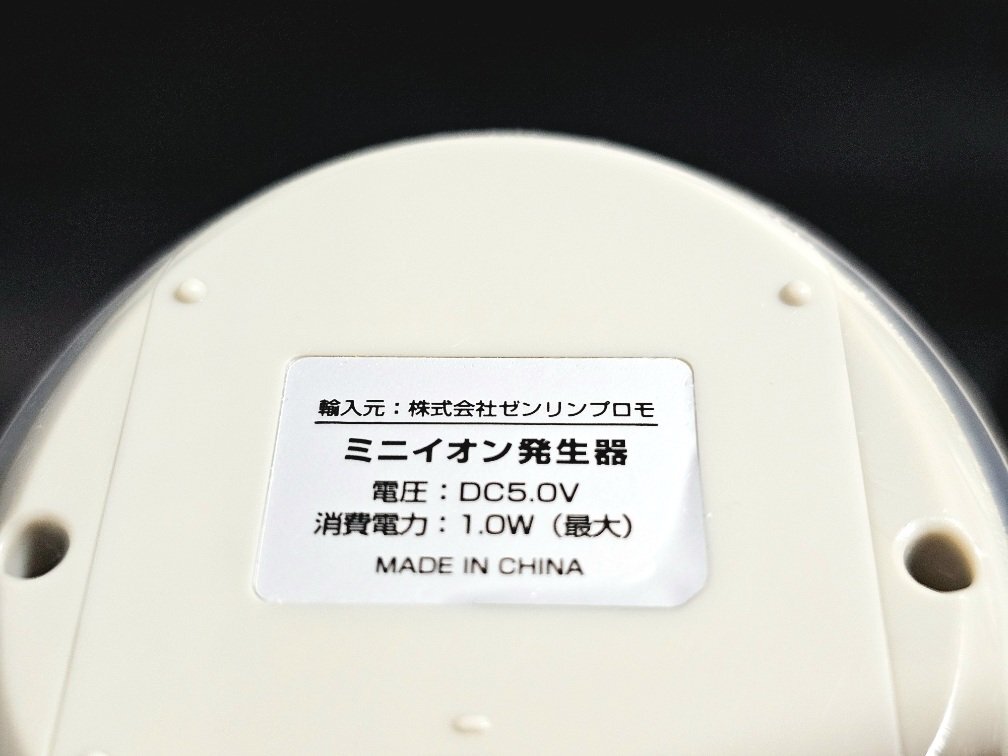 輸入元：株式会社ゼンリンプロモ
ミニイオン発生器
電圧：DC5.0V
消費電力：1.0W（最大）
MADE IN CHINA